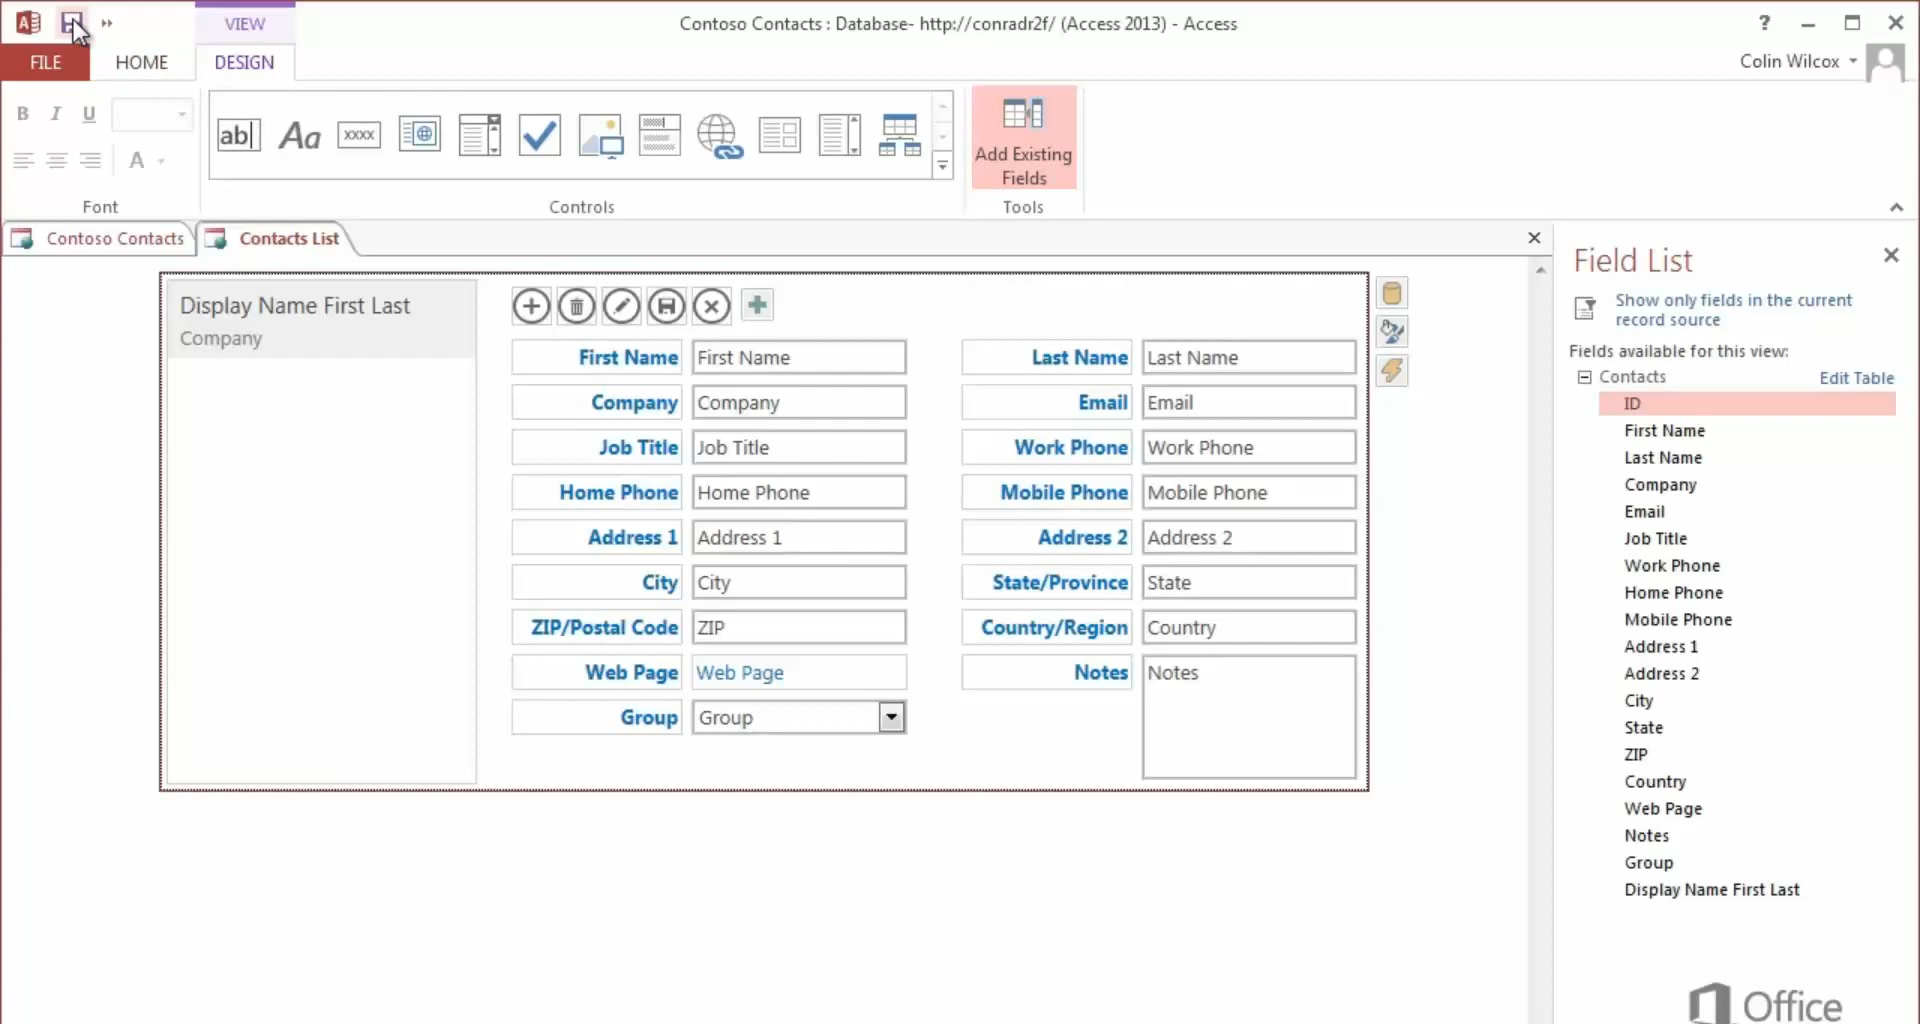 VIEW
Contoso Contacts : Database- http://conradr2f/ (Access 2013) - Access
?
FILE
HOME
DESIGN
Colin Wilcox
B I U
A
ab
Aa
xxxx
Add Existing
Fields
Font
Controls
Tools
Contoso Contacts
Contacts List
Field List
Show only fields in the current
record source
Fields available for this view:
Contacts
Edit Table
ID
First Name
Last Name
Company
Email
Job Title
Work Phone
Home Phone
Mobile Phone
Address 1
Address 2
City
State
ZIP
Country
Web Page
Notes
Group
Display Name First Last
Display Name First Last
Company
First Name First Name Last Name Last Name
Company Company Email Email
Job Title Job Title Work Phone Work Phone
Home Phone Home Phone Mobile Phone Mobile Phone
Address 1 Address 1 Address 2 Address 2
City City State/Province State
ZIP/Postal Code ZIP Country/Region Country
Web Page Web Page Notes Notes
Group Group
Office